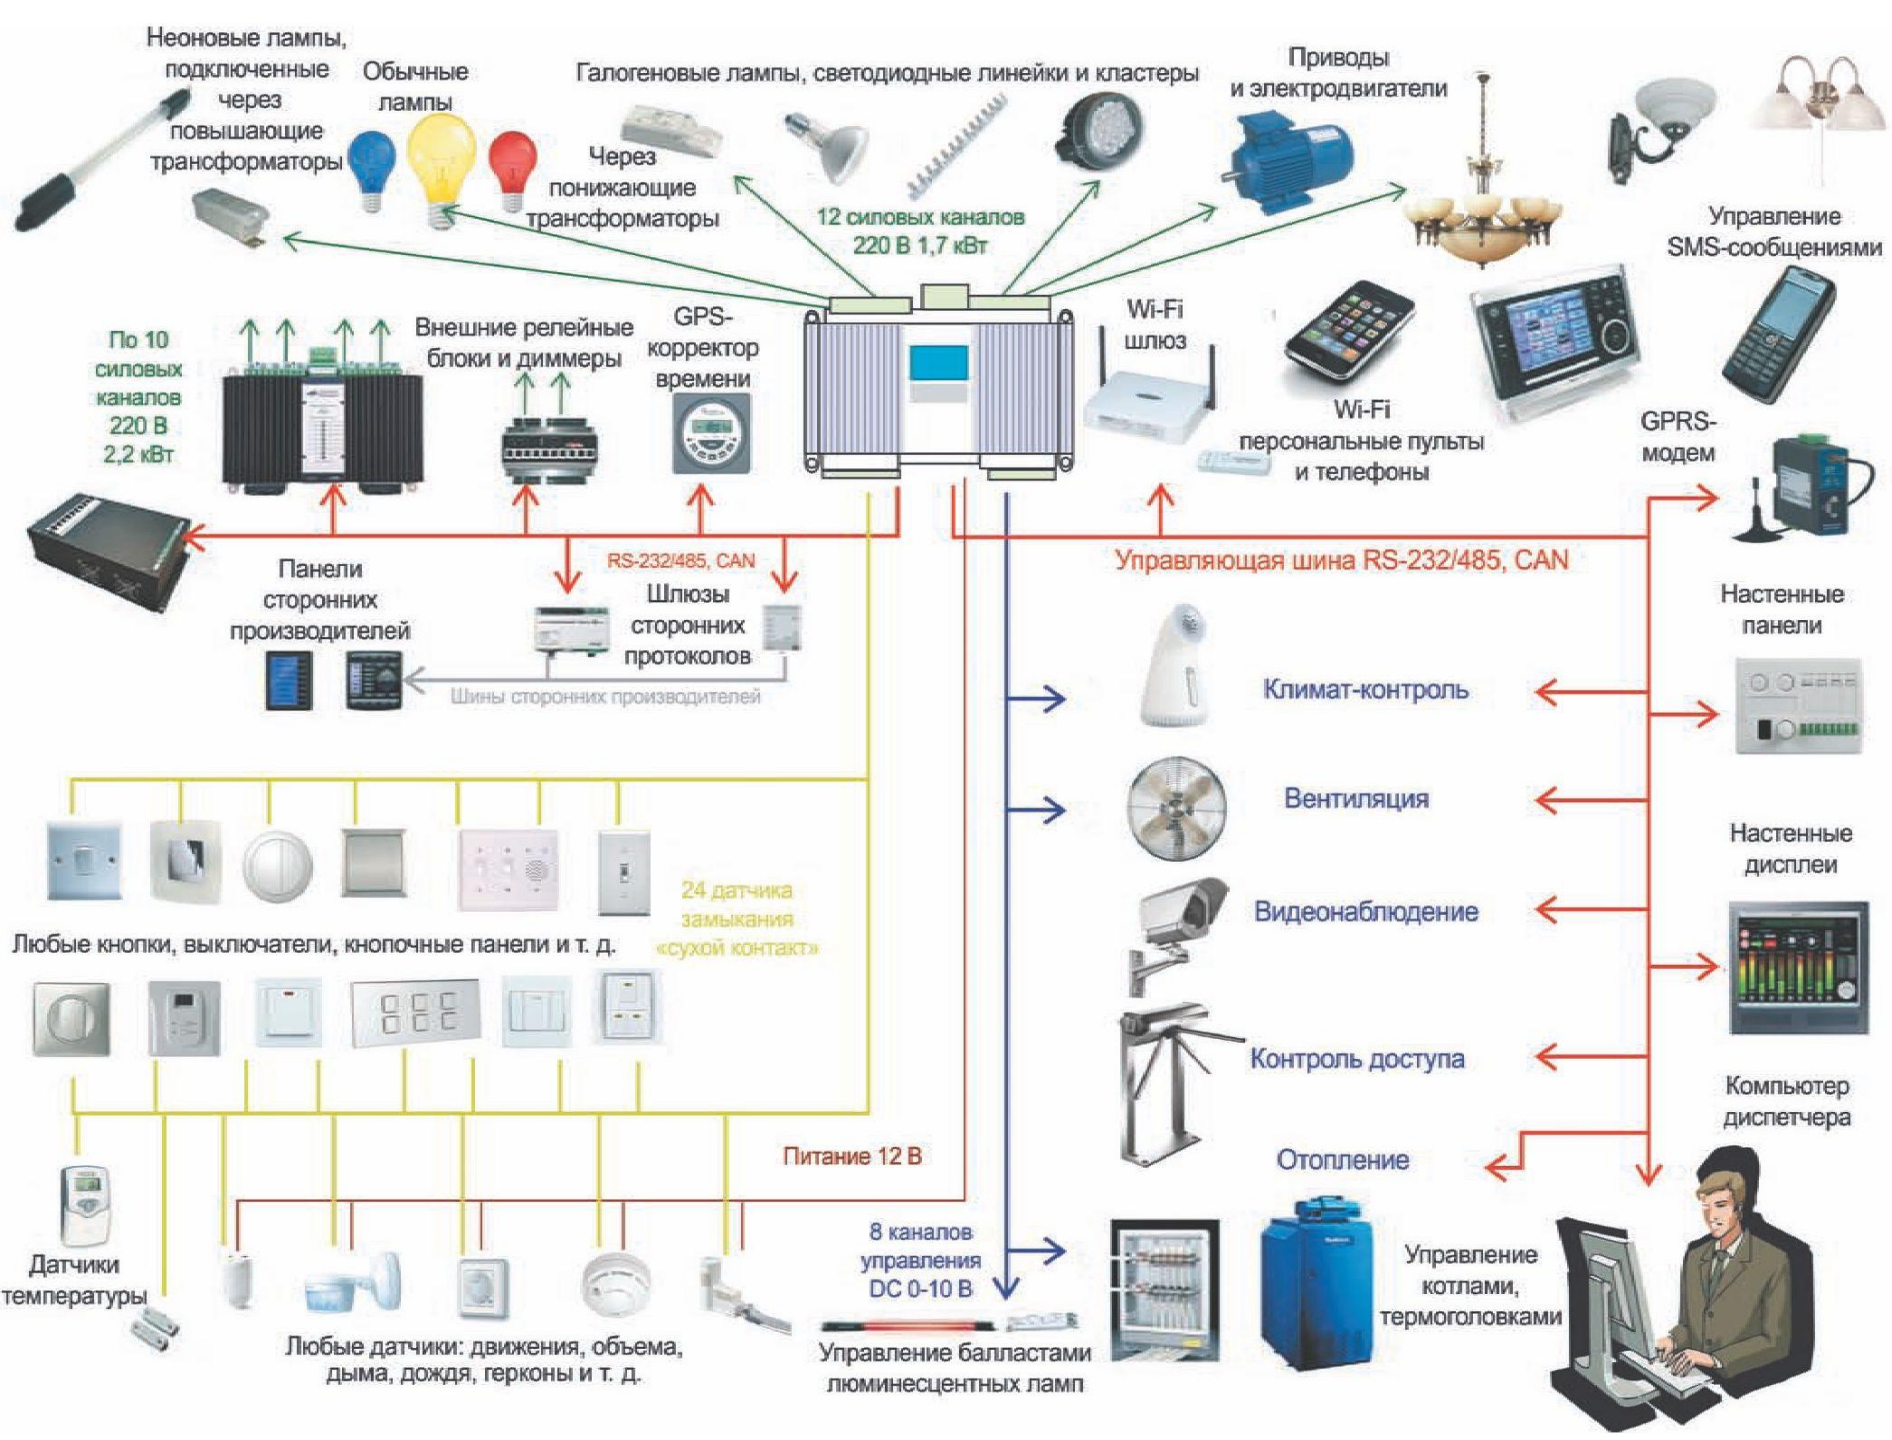 Неоновые лампы,
подключенные
через
повышающие
трансформаторы
Обычные
лампы
Галогеновые лампы, светодиодные линейки и кластеры
Через
понижающие
трансформаторы
12 силовых каналов
220 В 1,7 кВт
Приводы
и электродвигатели
Управление
SMS-сообщениями
По 10
силовых
каналов
220 В
2,2 кВт
Внешние релейные
блоки и диммеры
GPS-
корректор
времени
Wi-Fi
шлюз
Wi-Fi
персональные пульты
и телефоны
GPRS-
модем
RS-232/485, CAN
Управляющая шина RS-232/485, CAN
Панели
сторонних
производителей
Шлюзы
сторонних
протоколов
Шины сторонних производителей
Настенные
панели
Климат-контроль
Вентиляция
Настенные
дисплеи
24 датчика
замыкания
«сухой контакт»
Видеонаблюдение
Любые кнопки, выключатели, кнопочные панели и т. д.
Контроль доступа
Компьютер
диспетчера
Питание 12 В
Отопление
8 каналов
управления
DC 0-10 В
Датчики
температуры
Управление
котлами,
термоголовками
Любые датчики: движения, объема,
дыма, дождя, герконы и т. д.
Управление балластами
люминесцентных ламп